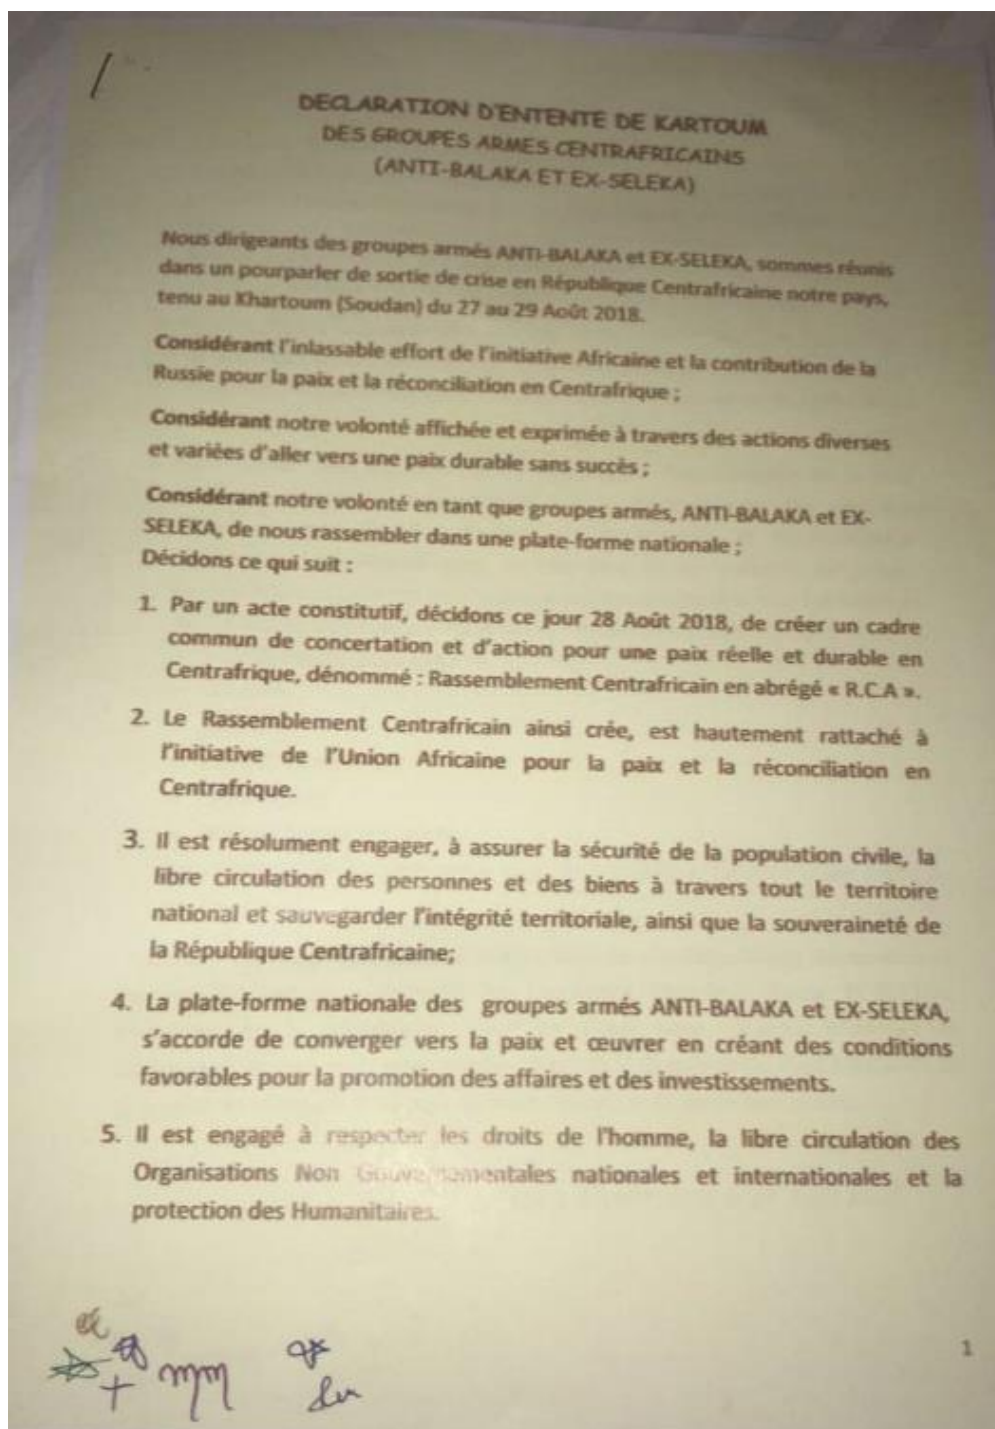 DECLARATION D'ENTENTE DE KARTOUM
DES GROUPES ARMES CENTRAFRICAINS
(ANTI-BALAKA ET EX-SELEKA)
Nous dirigeants des groupes armés ANTI-BALAKA et EX-SELEKA, sommes réunis
dans un pourparler de sortie de crise en République Centrafricaine notre pays,
tenu au Khartoum (Soudan) du 27 au 29 Août 2018.
Considérant l'inlassable effort de l'initiative Africaine et la contribution de la
Russie pour la paix et la réconciliation en Centrafrique ;
Considérant notre volonté affichée et exprimée à travers des actions diverses
et variées d'aller vers une paix durable sans succès ;
Considérant notre volonté en tant que groupes armés, ANTI-BALAKA et EX-
SELEKA, de nous rassembler dans une plate-forme nationale ;
Décidons ce qui suit :
1. Par un acte constitutif, décidons ce jour 28 Août 2018, de créer un cadre
commun de concertation et d'action pour une paix réelle et durable en
Centrafrique, dénommé : Rassemblement Centrafricain en abrégé « R.C.A ».
2. Le Rassemblement Centrafricain ainsi crée, est hautement rattaché à
l'initiative de l'Union Africaine pour la paix et la réconciliation en
Centrafrique.
3. Il est résolument engager, à assurer la sécurité de la population civile, la
libre circulation des personnes et des biens à travers tout le territoire
national et sauvegarder l'intégrité territoriale, ainsi que la souveraineté de
la République Centrafricaine;
4. La plate-forme nationale des groupes armés ANTI-BALAKA et EX-SELEKA,
s'accorde de converger vers la paix et œuvrer en créant des conditions
favorables pour la promotion des affaires et des investissements.
5. Il est engagé à respecter les droits de l'homme, la libre circulation des
Organisations Non Gouvernementales nationales et internationales et la
protection des Humanitaires.
1